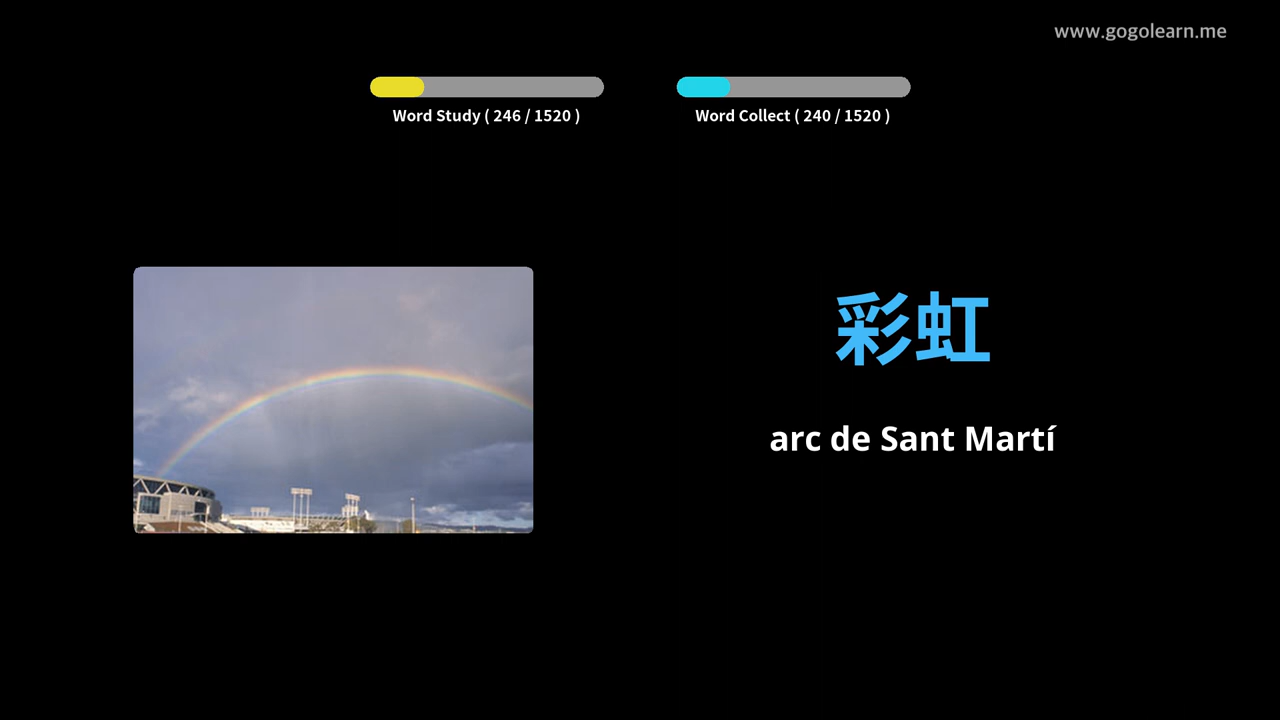 www.gogolearn.me
Word Study ( 246 / 1520 )
Word Collect ( 240 / 1520 )
彩虹
arc de Sant Martí